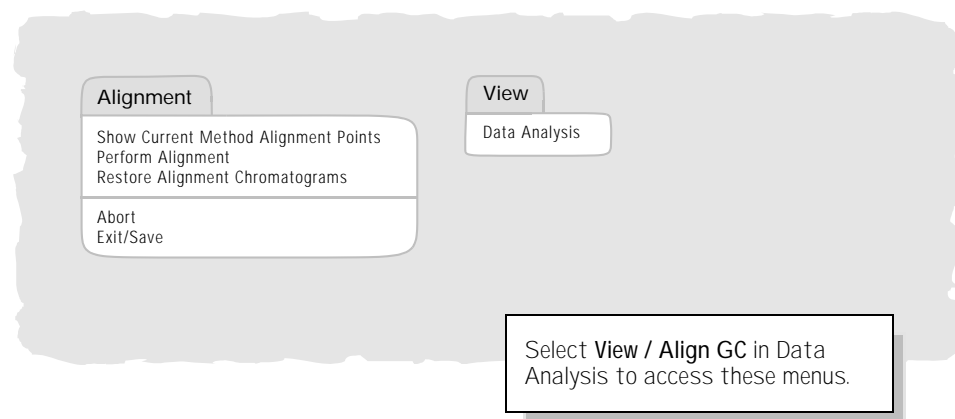 Alignment
Show Current Method Alignment Points
Perform Alignment
Restore Alignment Chromatograms
Abort
Exit/Save
View
Data Analysis
Select View / Align GC in Data
Analysis to access these menus.